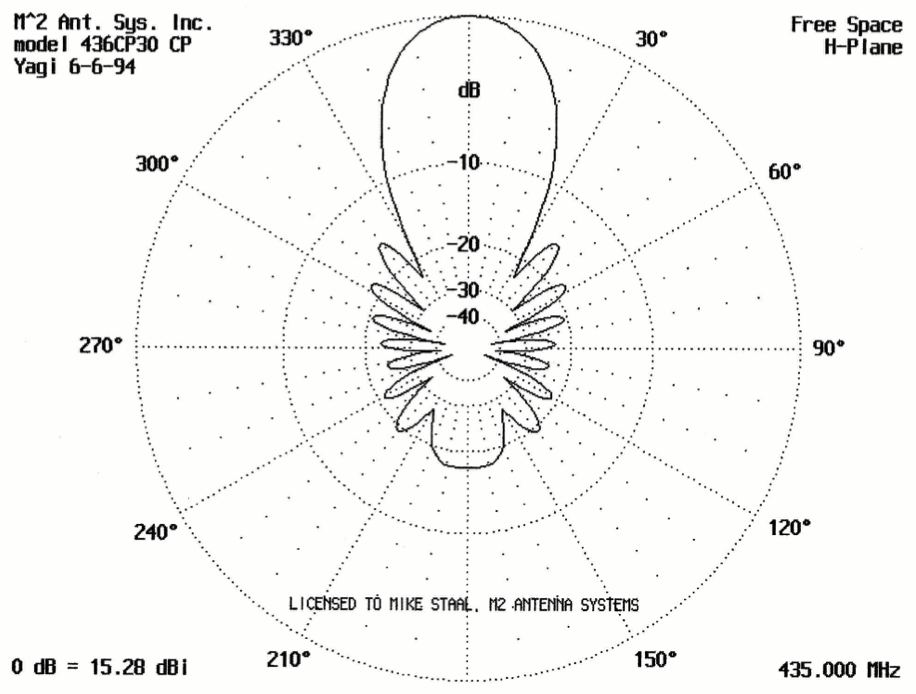 M^2 Ant. Sys. Inc.
model 436CP30 CP
Yagi 6-6-94
Free Space
H-Plane
330°
30°
dB
300°
-10
60°
-20
-30
-40
270°
90°
240°
120°
LICENSED TO MIKE STAAL, M2 ANTENNA SYSTEMS
210°
150°
0 dB = 15.28 dBi
435.000 MHz